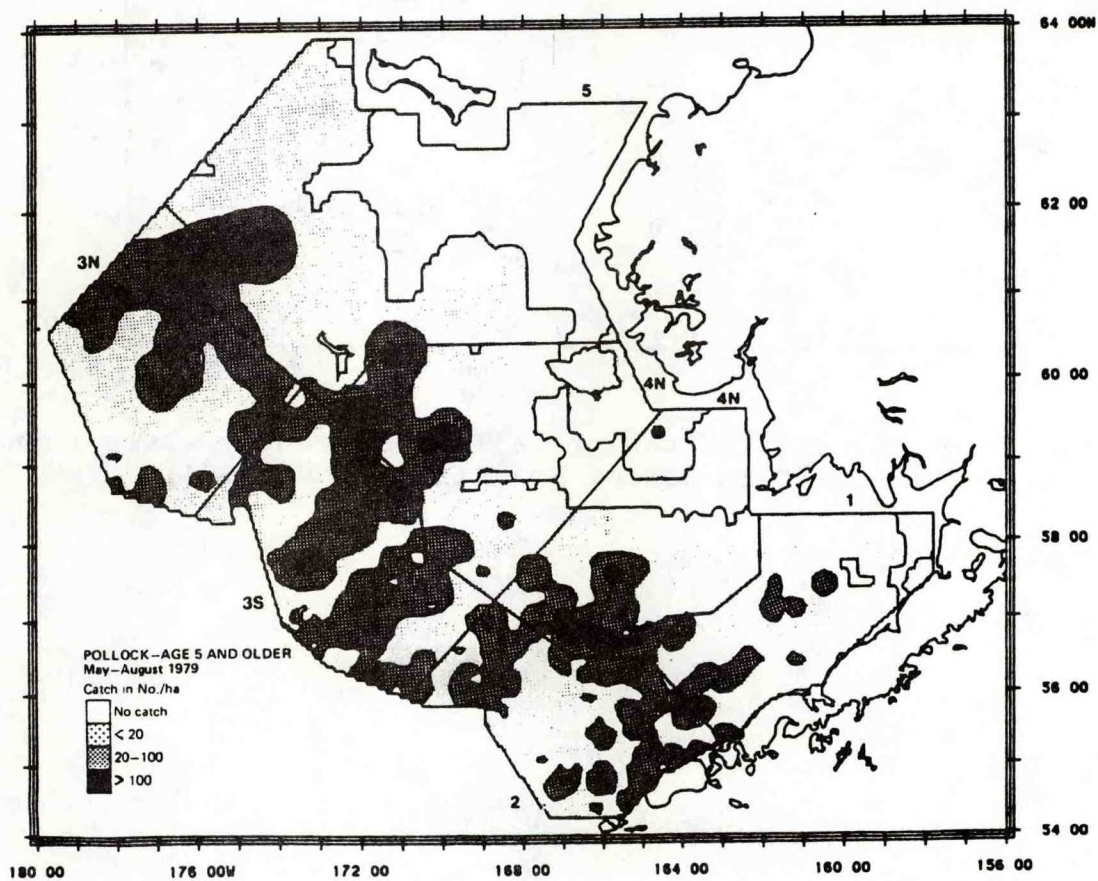 64 00N
5
62 00
3N
60 00
4N
4N
1
58 00
3S
POLLOCK—AGE 5 AND OLDER
May—August 1979
Catch in No./ha
No catch
< 20
20—100
> 100
56 00
2
54 00
180 00
176 00W
172 00
168 00
164 00
160 00
156 00